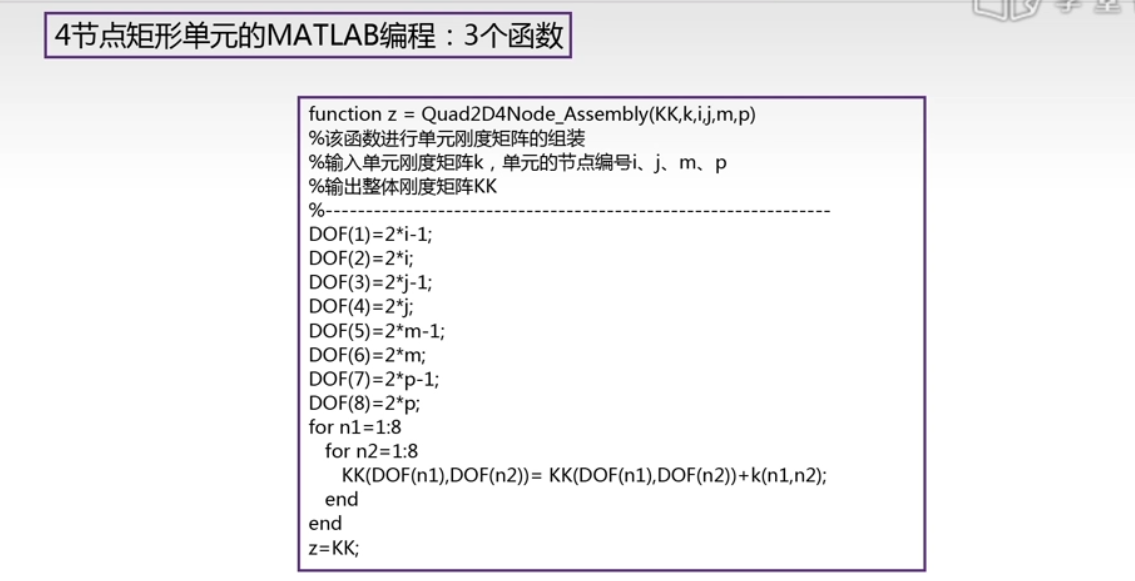 4节点矩形单元的MATLAB编程：3个函数
function z = Quad2D4Node_Assembly(KK,k,i,j,m,p)
%该函数进行单元刚度矩阵的组装
%输入单元刚度矩阵k，单元的节点编号i、j、m、p
%输出整体刚度矩阵KK
%---------------------------------------------------------------
DOF(1)=2*i-1;
DOF(2)=2*i;
DOF(3)=2*j-1;
DOF(4)=2*j;
DOF(5)=2*m-1;
DOF(6)=2*m;
DOF(7)=2*p-1;
DOF(8)=2*p;
for n1=1:8
for n2=1:8
KK(DOF(n1),DOF(n2))= KK(DOF(n1),DOF(n2))+k(n1,n2);
end
end
z=KK;